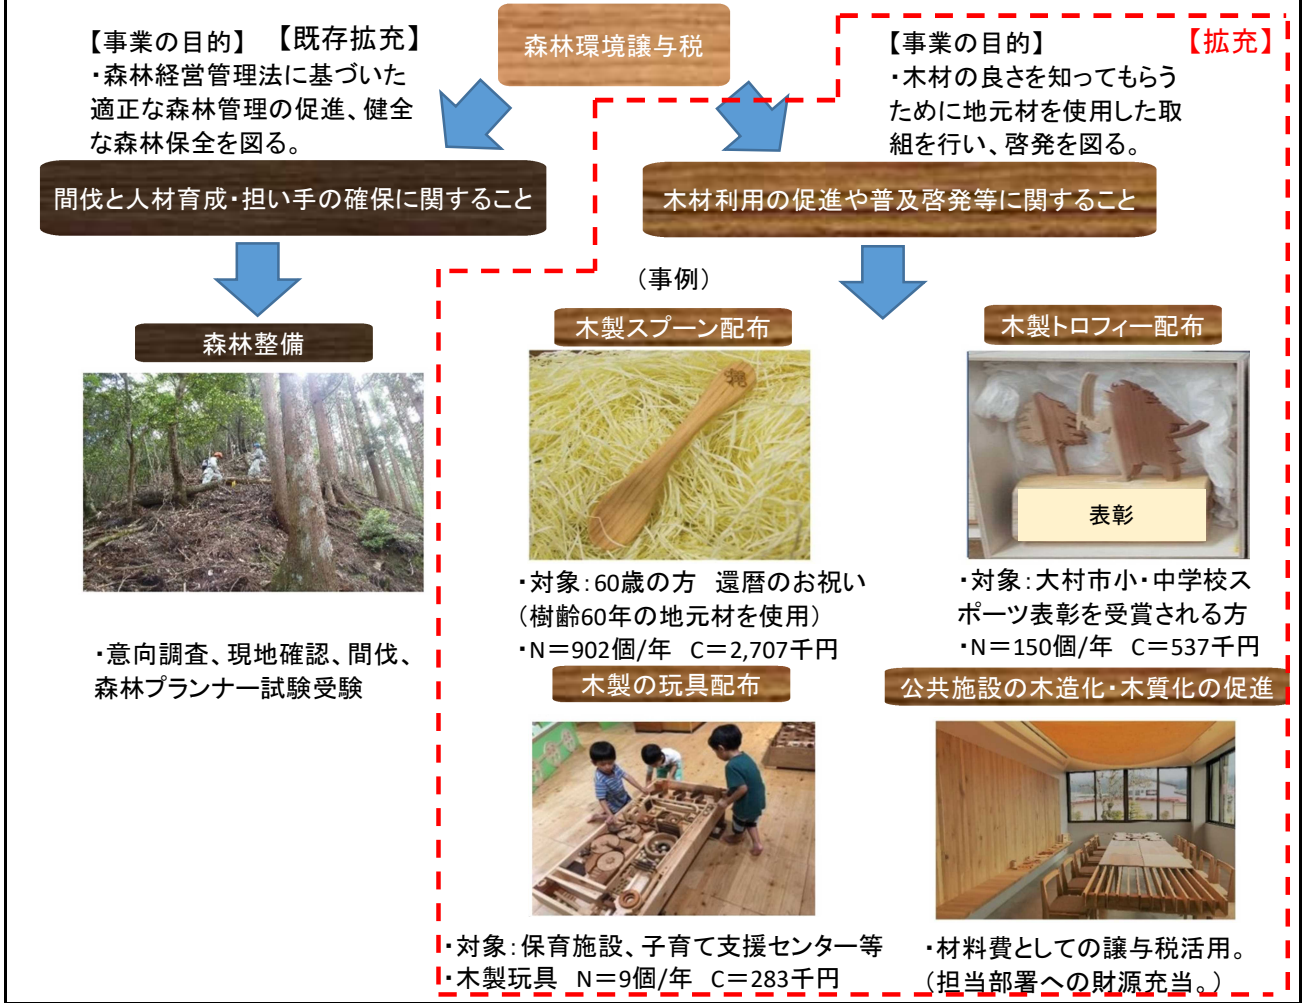 森林環境譲与税
【事業の目的】 【既存拡充】
・森林経営管理法に基づいた
適正な森林管理の促進、健全
な森林保全を図る。
間伐と人材育成・担い手の確保に関すること
森林整備
・意向調査、現地確認、間伐、
森林プランナー試験受験
【事業の目的】
【拡充】
・木材の良さを知ってもらう
ために地元材を使用した取
組を行い、啓発を図る。
木材利用の促進や普及啓発等に関すること
（事例）
木製スプーン配布
・対象：60歳の方　還暦のお祝い
（樹齢60年の地元材を使用）
・N＝902個/年　C＝2,707千円
木製トロフィー配布
表彰
・対象：大村市小・中学校ス
ポーツ表彰を受賞される方
・N＝150個/年　C＝537千円
木製の玩具配布
・対象：保育施設、子育て支援センター等
・木製玩具　N＝9個/年　C＝283千円
公共施設の木造化・木質化の促進
・材料費としての譲与税活用。
（担当部署への財源充当。）